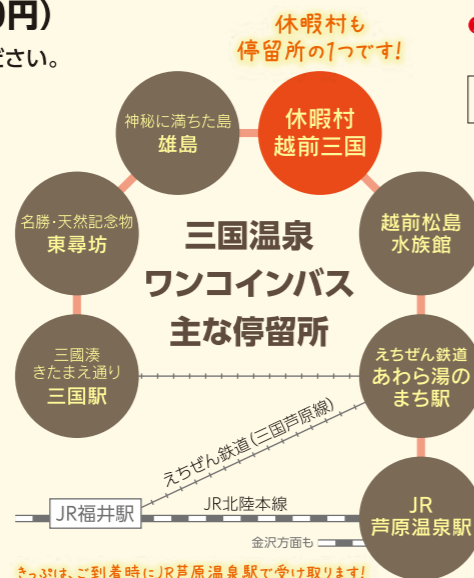 0円)
ださい。
休暇村も
停留所の1つです!
神秘に満ちた島
雄島
休暇村
越前三国
名勝・天然記念物
東尋坊
越前松島
水族館
三国温泉
ワンコインバス
主な停留所
三國湊
きたまえ通り
三国駅
えちぜん鉄道
あわら湯の
まち駅
えちぜん鉄道(三国芦原線)
JR福井駅
JR北陸本線
JR
芦原温泉駅
金沢方面も
きっぷは、ご到着時にJR芦原温泉駅で受け取ります!